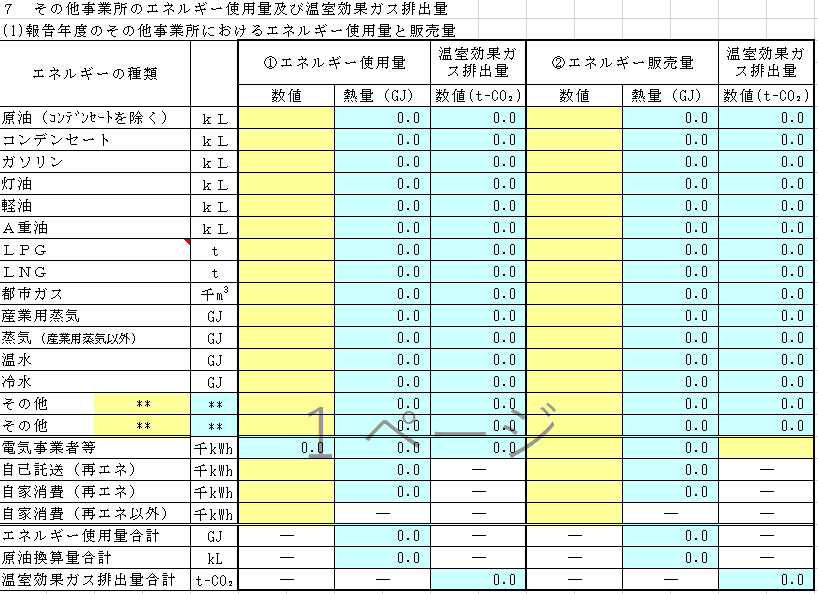 ７　その他事業所のエネルギー使用量及び温室効果ガス排出量
(1)報告年度のその他事業所におけるエネルギー使用量と販売量
エネルギーの種類 ①エネルギー使用量 温室効果ガス排出量 ②エネルギー販売量 温室効果ガス排出量
数値 熱量（GJ） 数値(t-CO₂) 数値 熱量（GJ） 数値(t-CO₂)
原油（ｺﾝﾃﾞﾝｾｰﾄを除く） ｋＬ 0.0 0.0 0.0 0.0
コンデンセート ｋＬ 0.0 0.0 0.0 0.0
ガソリン ｋＬ 0.0 0.0 0.0 0.0
灯油 ｋＬ 0.0 0.0 0.0 0.0
軽油 ｋＬ 0.0 0.0 0.0 0.0
Ａ重油 ｋＬ 0.0 0.0 0.0 0.0
ＬＰＧ ｔ 0.0 0.0 0.0 0.0
ＬＮＧ ｔ 0.0 0.0 0.0 0.0
都市ガス 千m³ 0.0 0.0 0.0 0.0
産業用蒸気 GJ 0.0 0.0 0.0 0.0
蒸気（産業用蒸気以外） GJ 0.0 0.0 0.0 0.0
温水 GJ 0.0 0.0 0.0 0.0
冷水 GJ 0.0 0.0 0.0 0.0
その他 ** ** 0.0 0.0 0.0 0.0
その他 ** ** 0.0 0.0 0.0 0.0
1 ページ
電気事業者等 千kWh 0.0 0.0 0.0 0.0
自己託送（再エネ） 千kWh 0.0 ― 0.0 ―
自家消費（再エネ） 千kWh 0.0 ― 0.0 ―
自家消費（再エネ以外） 千kWh ― ― ― ―
エネルギー使用量合計 GJ ― 0.0 ― ― 0.0 ―
原油換算量合計 kL ― 0.0 ― ― 0.0 ―
温室効果ガス排出量合計 t-CO₂ ― ― 0.0 ― ― 0.0